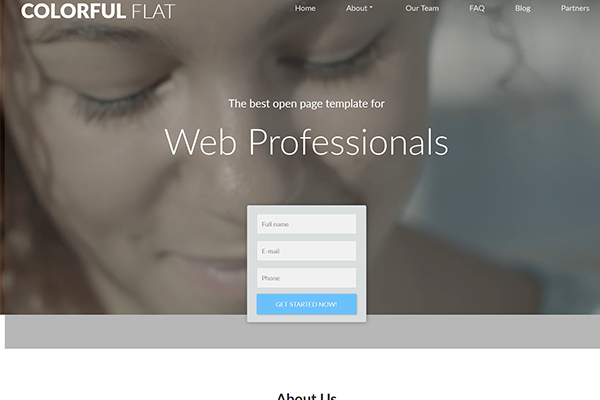 COLORFUL FLAT
Home About Our Team FAQ Blog Partners
The best open page template for
Web Professionals
Full name
E-mail
Phone
GET STARTED NOW!
About Us